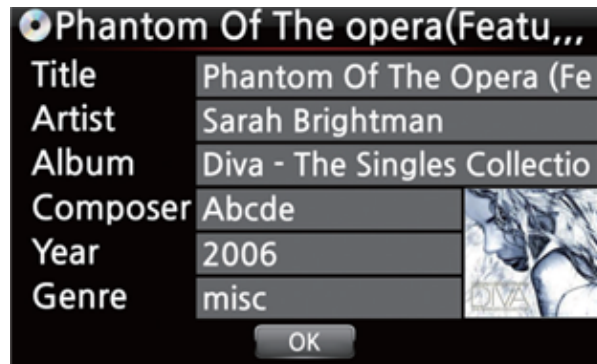 Phantom Of The opera(Featu,,,
Title Phantom Of The Opera (Fe
Artist Sarah Brightman
Album Diva - The Singles Collectio
Composer Abcde
Year 2006
Genre misc
DIVA
OK